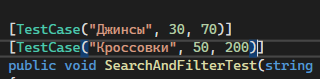 [TestCase("Джинсы", 30, 70)]
[TestCase("Кроссовки", 50, 200)]
public void SearchAndFilterTest(string